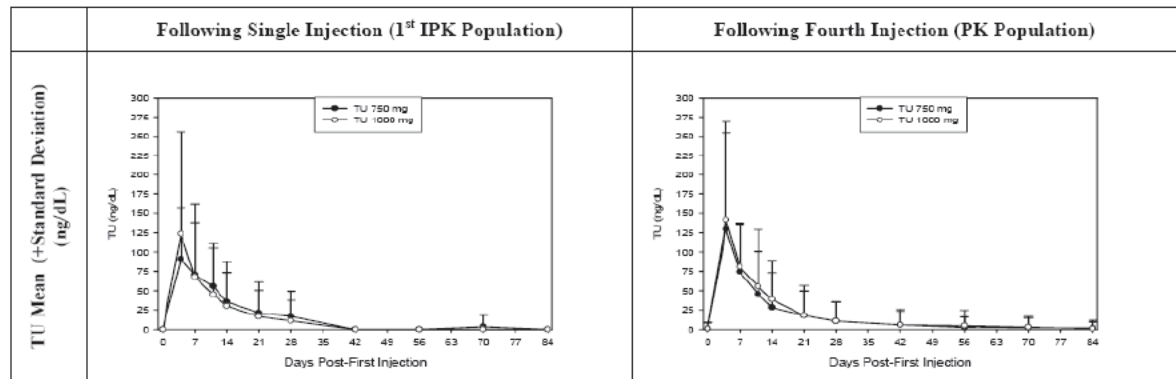 Following Single Injection (1st IPK Population)
Following Fourth Injection (PK Population)
TU Mean (+Standard Deviation)
(ng/dL)
TU (ng/dL)
300
275
250
225
200
175
150
125
100
75
50
25
0
TU 750 mg
TU 1000 mg
0 7 14 21 28 35 42 49 56 63 70 77 84
Days Post-First Injection
TU (ng/dL)
300
275
250
225
200
175
150
125
100
75
50
25
0
TU 750 mg
TU 1000 mg
0 7 14 21 28 35 42 49 56 63 70 77 84
Days Post-First Injection